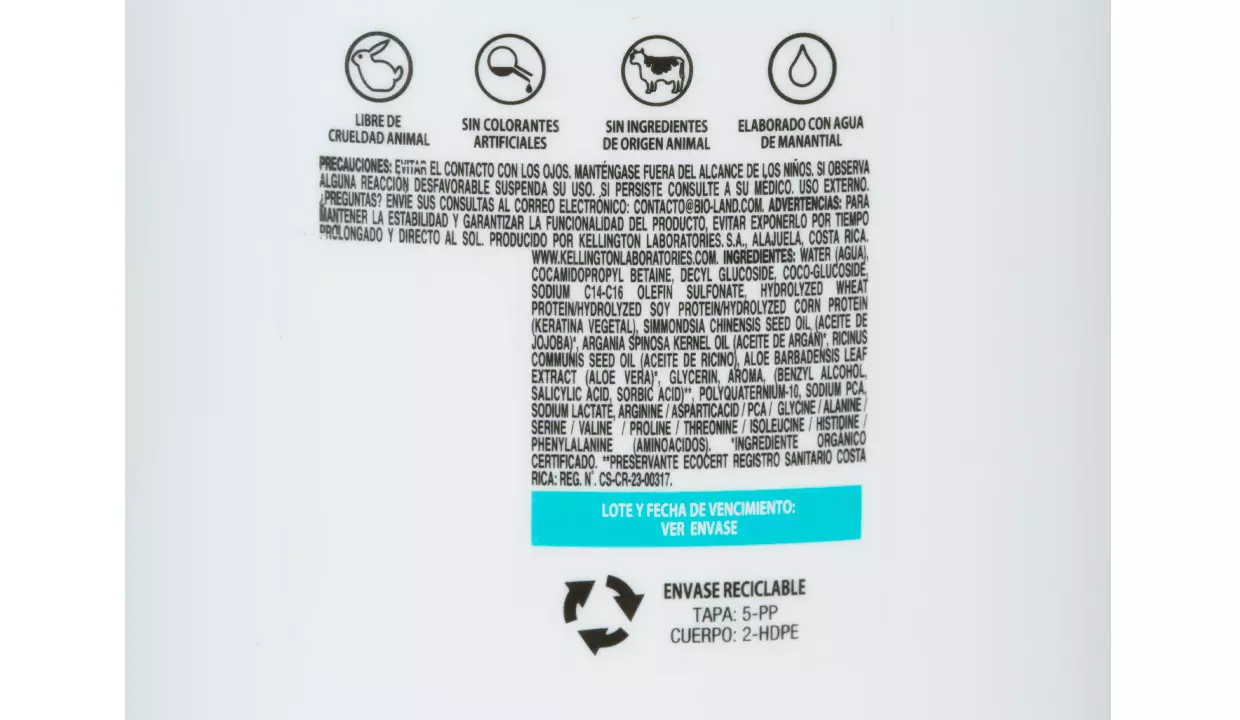 LIBRE DE
CRUELDAD ANIMAL
SIN COLORANTES
ARTIFICIALES
SIN INGREDIENTES
DE ORIGEN ANIMAL
ELABORADO CON AGUA
DE MANANTIAL
PRECAUCIONES: EVITAR EL CONTACTO CON LOS OJOS. MANTÉNGASE FUERA DEL ALCANCE DE LOS NIÑOS. SI OBSERVA
ALGUNA REACCIÓN DESFAVORABLE SUSPENDA SU USO. SI PERSISTE CONSULTE A SU MÉDICO. USO EXTERNO.
¿PREGUNTAS? ENVÍE SUS CONSULTAS AL CORREO ELECTRÓNICO: CONTACTO@BIO-LAND.COM. ADVERTENCIAS: PARA
MANTENER LA ESTABILIDAD Y GARANTIZAR LA FUNCIONALIDAD DEL PRODUCTO, EVITAR EXPONERLO POR TIEMPO
PROLONGADO Y DIRECTO AL SOL. PRODUCIDO POR KELLINGTON LABORATORIES. S.A., ALAJUELA, COSTA RICA.
WWW.KELLINGTONLABORATORIES.COM. INGREDIENTES: WATER (AGUA),
COCAMIDOPROPYL BETAINE, DECYL GLUCOSIDE, COCO-GLUCOSIDE,
SODIUM C14-C16 OLEFIN SULFONATE, HYDROLYZED WHEAT
PROTEIN/HYDROLYZED SOY PROTEIN/HYDROLYZED CORN PROTEIN
(KERATINA VEGETAL), SIMMONDSIA CHINENSIS SEED OIL (ACEITE DE
JOJOBA)*, ARGANIA SPINOSA KERNEL OIL (ACEITE DE ARGÁN)*, RICINUS
COMMUNIS SEED OIL (ACEITE DE RICINO), ALOE BARBADENSIS LEAF
EXTRACT (ALOE VERA)*, GLYCERIN, AROMA, (BENZYL ALCOHOL,
SALICYLIC ACID, SORBIC ACID)**, POLYQUATERNIUM-10, SODIUM PCA,
SODIUM LACTATE, ARGININE / ASPARTICACID / PCA / GLYCINE / ALANINE /
SERINE / VALINE / PROLINE / THREONINE / ISOLEUCINE / HISTIDINE /
PHENYLALANINE (AMINOACIDOS). *INGREDIENTE ORGÁNICO
CERTIFICADO. **PRESERVANTE ECOCERT REGISTRO SANITARIO COSTA
RICA: REG. N°. CS-CR-23-00317.
LOTE Y FECHA DE VENCIMIENTO:
VER ENVASE
ENVASE RECICLABLE
TAPA: 5-PP
CUERPO: 2-HDPE